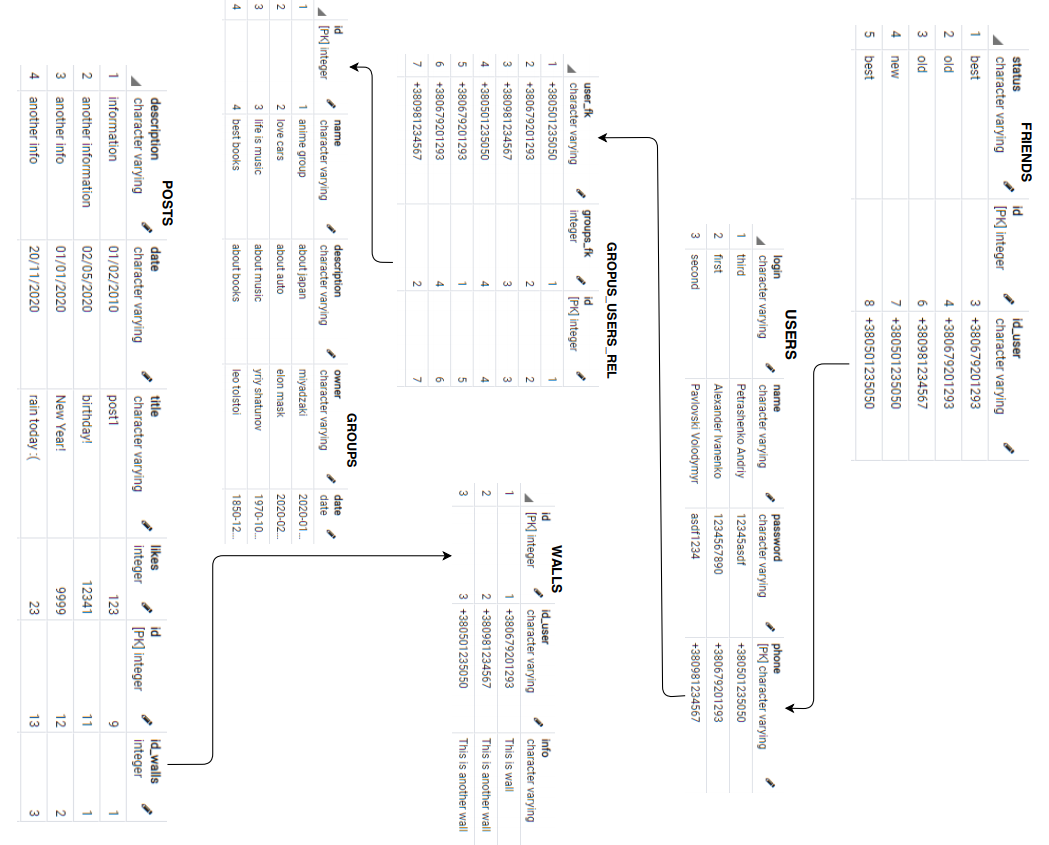 FRIENDS
status id id_user
character varying [PK] integer character varying
1 best 3 +380679201293
2 old 4 +380679201293
3 old 6 +380981234567
4 new 7 +380501235050
5 best 8 +380501235050
USERS
login name password phone
character varying character varying character varying [PK] character varying
1 third Petrashenko Andriy 12345asdf +380501235050
2 first Alexander Ivanenko 1234567890 +380679201293
3 second Pavlovski Volodymyr asdf1234 +380981234567
GROPUS_USERS_REL
user_fk groups_fk id
character varying integer [PK] integer
1 +380501235050 1 1
2 +380679201293 2 2
3 +380981234567 3 3
4 +380501235050 4 4
5 +380679201293 1 5
6 +380679201293 4 6
7 +380981234567 2 7
WALLS
id id_user info
[PK] integer character varying character varying
1 1 +380679201293 This is wall
2 2 +380981234567 This is another wall
3 3 +380501235050 This is another wall
GROUPS
id name description owner date
[PK] integer character varying character varying character varying date
1 1 anime group about japan miyadzaki 2020-01...
2 2 love cars about auto elon mask 2020-02...
3 3 life is music about music yriy shatunov 1970-10...
4 4 best books about books leo tolstoi 1850-12...
POSTS
description date title likes id id_walls
character varying character varying character varying integer [PK] integer integer
1 information 01/02/2010 post1 123 9 1
2 another information 02/05/2020 birthday! 12341 11 1
3 another info 01/01/2020 New Year! 9999 12 2
4 another info 20/11/2020 rain today :( 23 13 3